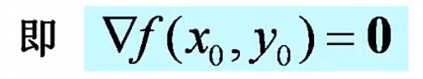 即 ∇f(x₀, y₀) = 0